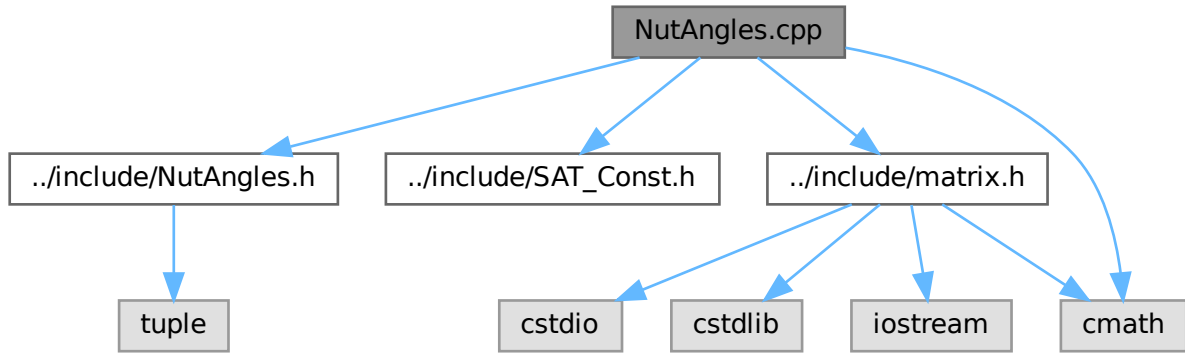 NutAngles.cpp
../include/NutAngles.h
../include/SAT_Const.h
../include/matrix.h
tuple
cstdio
cstdlib
iostream
cmath